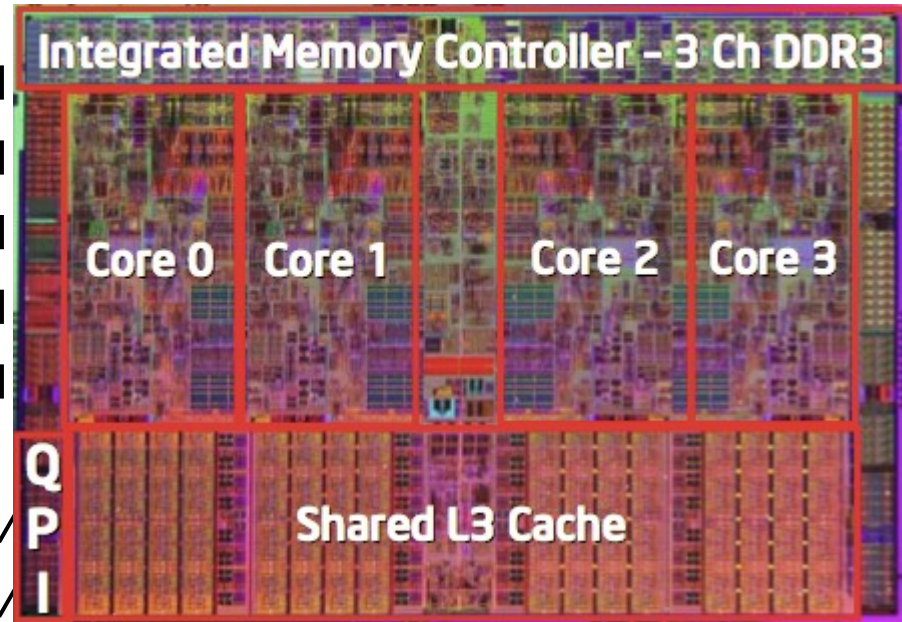 Integrated Memory Controller - 3 Ch DDR3
Core 0
Core 1
Core 2
Core 3
Q
P
I
Shared L3 Cache